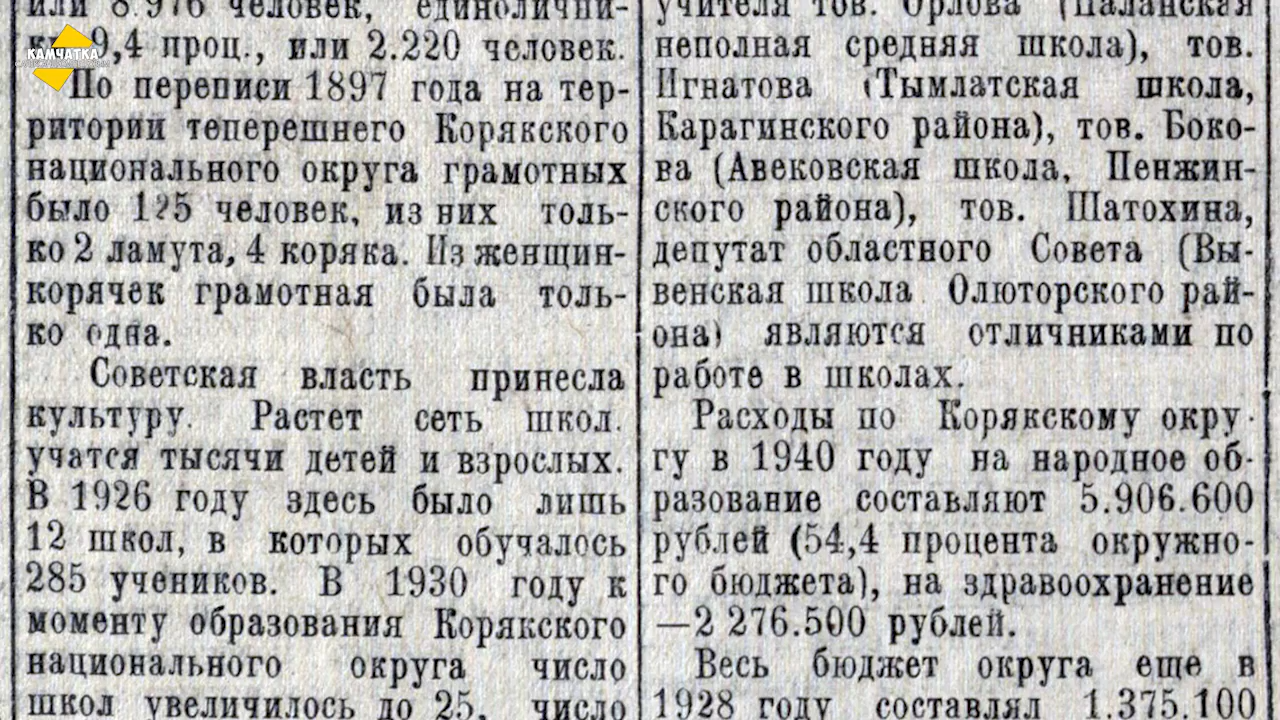 КАМЧАТКА
или 8.976 человек, единолични-
9,4 проц., или 2.220 человек.
По переписи 1897 года на тер-
ритории теперешнего Корякского
национального округа грамотных
было 125 человек, из них толь-
ко 2 ламута, 4 коряка. Из женщин-
корячек грамотная была толь-
ко одна.
Советская власть принесла
культуру. Растет сеть школ.
учатся тысячи детей и взрослых.
В 1926 году здесь было лишь
12 школ, в которых обучалось
285 учеников. В 1930 году к
моменту образования Корякского
национального округа число
школ увеличилось до 25, число
учителя тов. Орлова (Паланская
неполная средняя школа), тов.
Игнатова (Тымлатская школа,
Карагинского района), тов. Боко-
ва (Авековская школа, Пенжин-
ского района), тов. Шатохина,
депутат областного Совета (Вы-
венская школа Олюторского рай-
она) являются отличниками по
работе в школах.
Расходы по Корякскому окру-
гу в 1940 году на народное об-
разование составляют 5.906.600
рублей (54,4 процента окружно-
го бюджета), на здравоохранение
—2 276.500 рублей.
Весь бюджет округа еще в
1928 году составлял 1.375.100